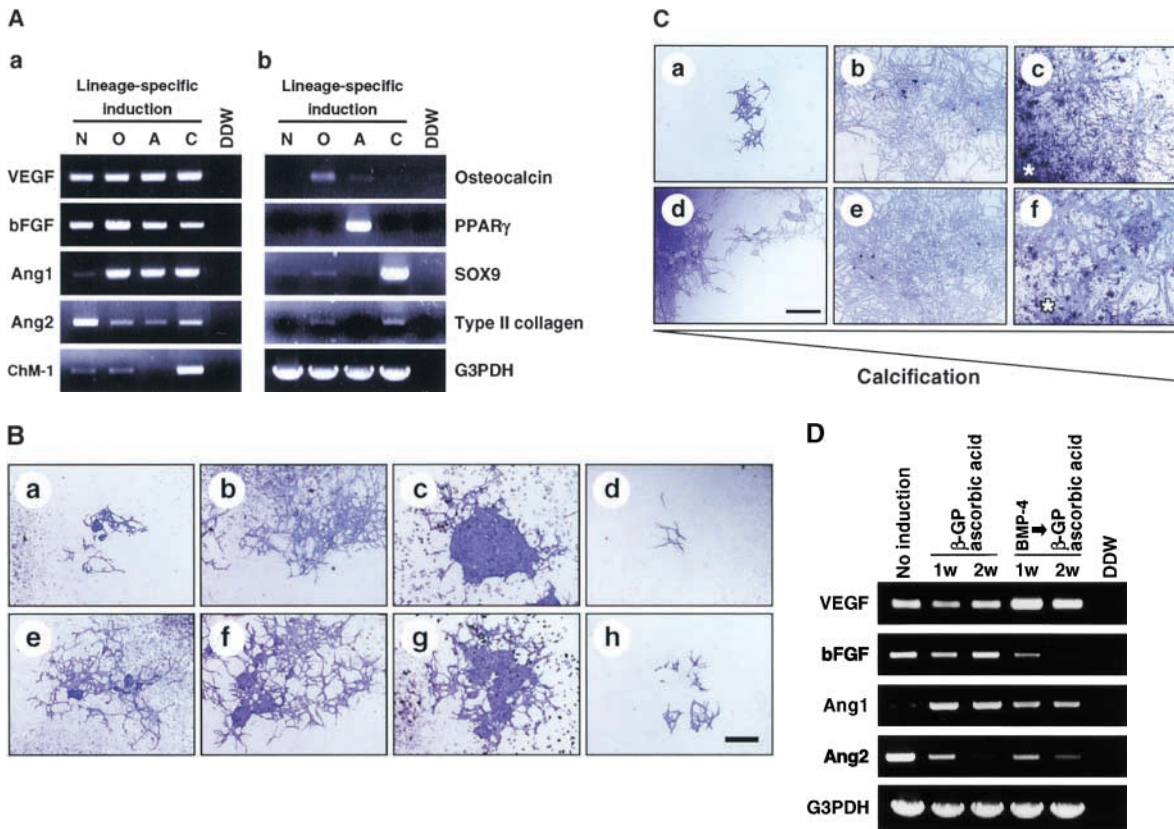 A
a
b
Lineage-specific
induction
N O A C DDW
Lineage-specific
induction
N O A C DDW
VEGF
bFGF
Ang1
Ang2
ChM-1
Osteocalcin
PPARγ
SOX9
Type II collagen
G3PDH
B
a b c d
e f g h
C
a b c
*
d e f
*
Calcification
D
No induction
β-GP
ascorbic acid
BMP-4 ➡ β-GP
ascorbic acid
DDW
1w 2w 1w 2w
VEGF
bFGF
Ang1
Ang2
G3PDH